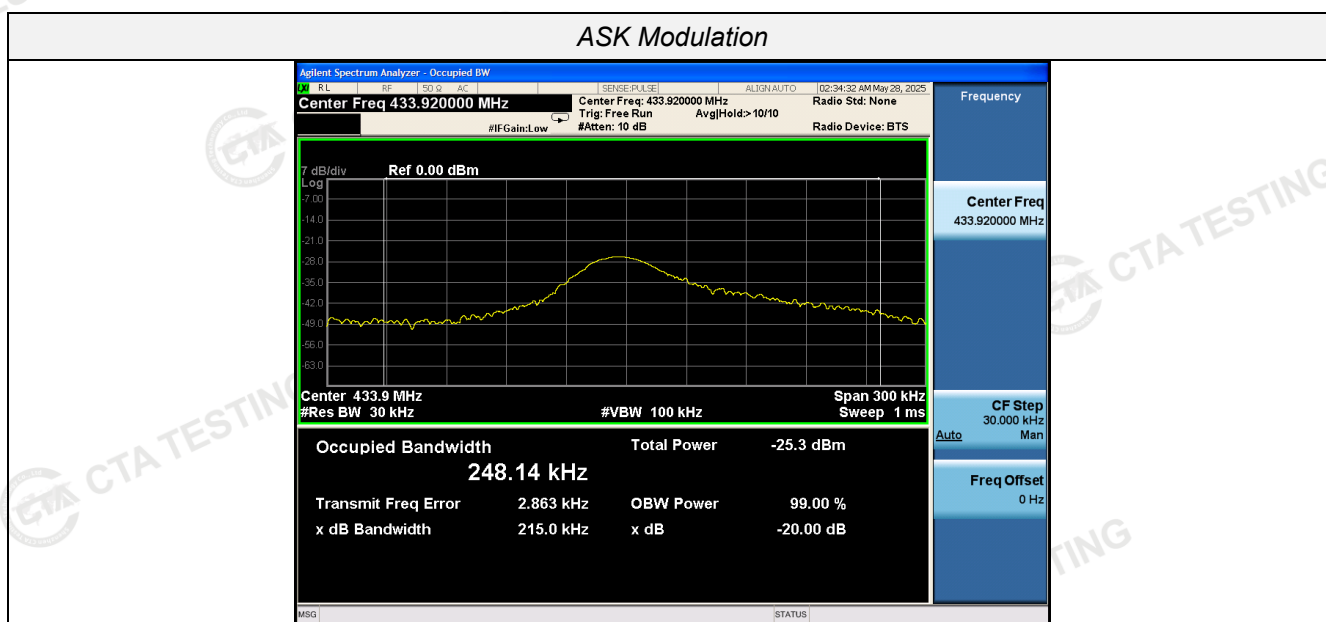 ASK Modulation
Agilent Spectrum Analyzer - Occupied BW
LXI RL RF 50 Ω AC SENSE:PULSE ALIGN AUTO 02:34:32 AM May 28, 2025
Center Freq 433.920000 MHz Center Freq: 433.920000 MHz Radio Std: None
Trig: Free Run Avg|Hold:>10/10
#IFGain:Low #Atten: 10 dB Radio Device: BTS
Frequency
7 dB/div Ref 0.00 dBm
Log
-7.00
-14.0
-21.0
-28.0
-35.0
-42.0
-49.0
-56.0
-63.0
Center 433.9 MHz Span 300 kHz
#Res BW 30 kHz #VBW 100 kHz Sweep 1 ms
Center Freq
433.920000 MHz
CF Step
30.000 kHz
Auto Man
Freq Offset
0 Hz
Occupied Bandwidth Total Power -25.3 dBm
248.14 kHz
Transmit Freq Error 2.863 kHz OBW Power 99.00 %
x dB Bandwidth 215.0 kHz x dB -20.00 dB
MSG STATUS
CTA TESTING
CTA TESTING
CTA
TING